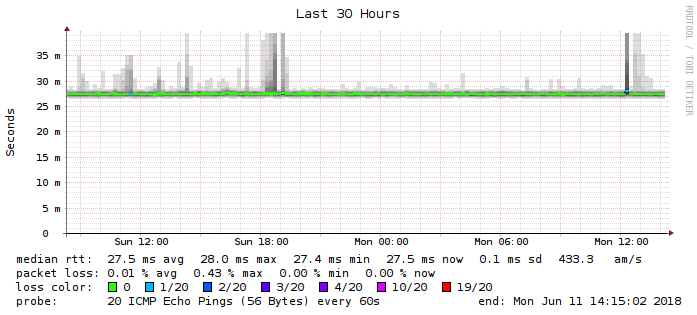 Last 30 Hours
RRDTOOL / TOBI OETIKER
Seconds
35 m
30 m
25 m
20 m
15 m
10 m
5 m
0
Sun 12:00 Sun 18:00 Mon 00:00 Mon 06:00 Mon 12:00
median rtt: 27.5 ms avg 28.0 ms max 27.4 ms min 27.5 ms now 0.1 ms sd 433.3 am/s
packet loss: 0.01 % avg 0.43 % max 0.00 % min 0.00 % now
loss color: 0 1/20 2/20 3/20 4/20 10/20 19/20
probe: 20 ICMP Echo Pings (56 Bytes) every 60s end: Mon Jun 11 14:15:02 2018